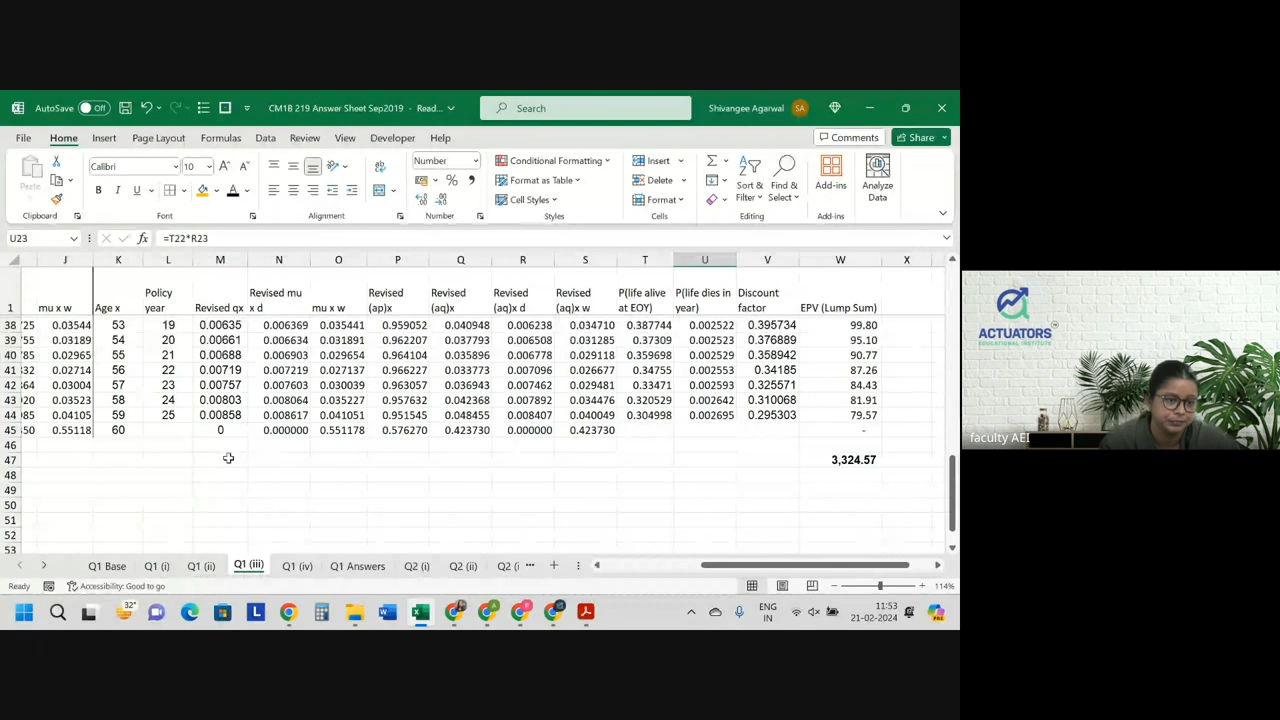 AutoSave Off CM1B 219 Answer Sheet Sep2019 - Read... Search Shivangee Agarwal SA
File Home Insert Page Layout Formulas Data Review View Developer Help Comments Share
Paste Calibri 10 Number Conditional Formatting Insert
B I U Format as Table Delete Sort & Filter Find & Select Add-ins Analyze Data
Cell Styles Format
Clipboard Font Alignment Number Styles Cells Editing Add-ins
U23 fx =T22*R23
J K L M N O P Q R S T U V W X
1 mu x w Age x Policy year Revised qx Revised mu x d mu x w Revised (ap)x Revised (aq)x Revised (aq)x d Revised (aq)x w P(life alive at EOY) P(life dies in year) Discount factor EPV (Lump Sum)
38 725 0.03544 53 19 0.00635 0.006369 0.035441 0.959052 0.040948 0.006238 0.034710 0.387744 0.002522 0.395734 99.80
39 755 0.03189 54 20 0.00661 0.006634 0.031891 0.962207 0.037793 0.006508 0.031285 0.37309 0.002523 0.376889 95.10
40 785 0.02965 55 21 0.00688 0.006903 0.029654 0.964104 0.035896 0.006778 0.029118 0.359698 0.002529 0.358942 90.77
41 332 0.02714 56 22 0.00719 0.007219 0.027137 0.966227 0.033773 0.007096 0.026677 0.34755 0.002552 0.34185 87.26
42 364 0.03004 57 23 0.00757 0.007603 0.030039 0.963057 0.036943 0.007462 0.029481 0.33471 0.002593 0.325571 84.43
43 020 0.03523 58 24 0.00803 0.008064 0.035227 0.957632 0.042368 0.007892 0.034476 0.320529 0.002642 0.310068 81.91
44 985 0.04105 59 25 0.00858 0.008617 0.041051 0.951545 0.048455 0.008407 0.040049 0.304998 0.002695 0.295303 79.57
45 350 0.55118 60 0 0.000000 0.551178 0.576270 0.423730 0.000000 0.423730 -
46
47 3,324.57
48
49
50
51
52
53
Q1 Base Q1 (i) Q1 (ii) Q1 (iii) Q1 (iv) Q1 Answers Q2 (i) Q2 (ii) Q2 (i ...
Ready Accessibility: Good to go 114%
32° ENG IN 11:53 21-02-2024
ACTUATORS
EDUCATIONAL INSTITUTE
faculty AEI